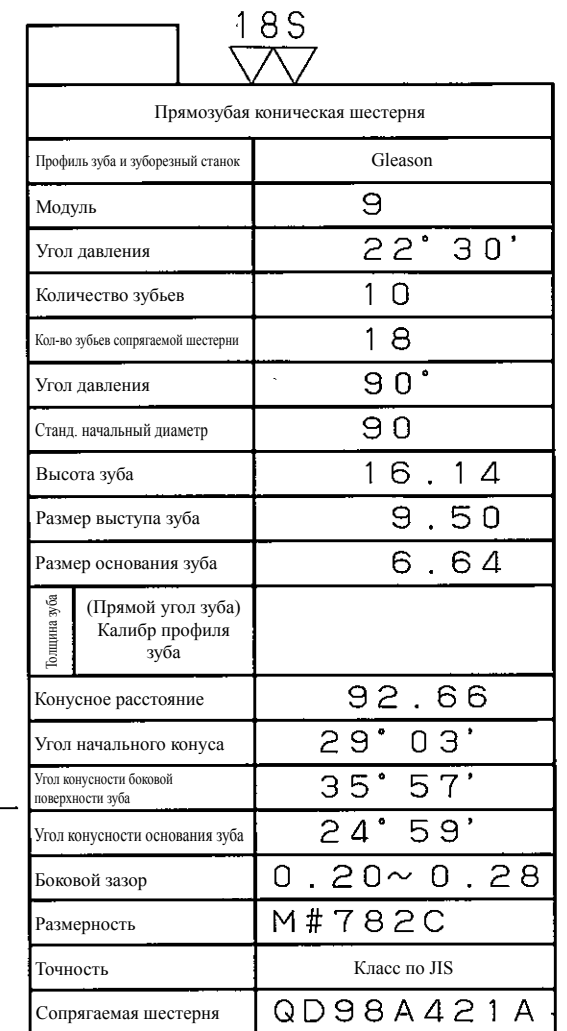 18S
Прямозубая коническая шестерня
Профиль зуба и зуборезный станок Gleason
Модуль 9
Угол давления 22° 30'
Количество зубьев 10
Кол-во зубьев сопрягаемой шестерни 18
Угол давления 90°
Станд. начальный диаметр 90
Высота зуба 16.14
Размер выступа зуба 9.50
Размер основания зуба 6.64
Толщина зуба
(Прямой угол зуба)
Калибр профиля
зуба
Конусное расстояние 92.66
Угол начального конуса 29° 03'
Угол конусности боковой
поверхности зуба 35° 57'
Угол конусности основания зуба 24° 59'
Боковой зазор 0.20~0.28
Размерность M#782C
Точность Класс по JIS
Сопрягаемая шестерня QD98A421A